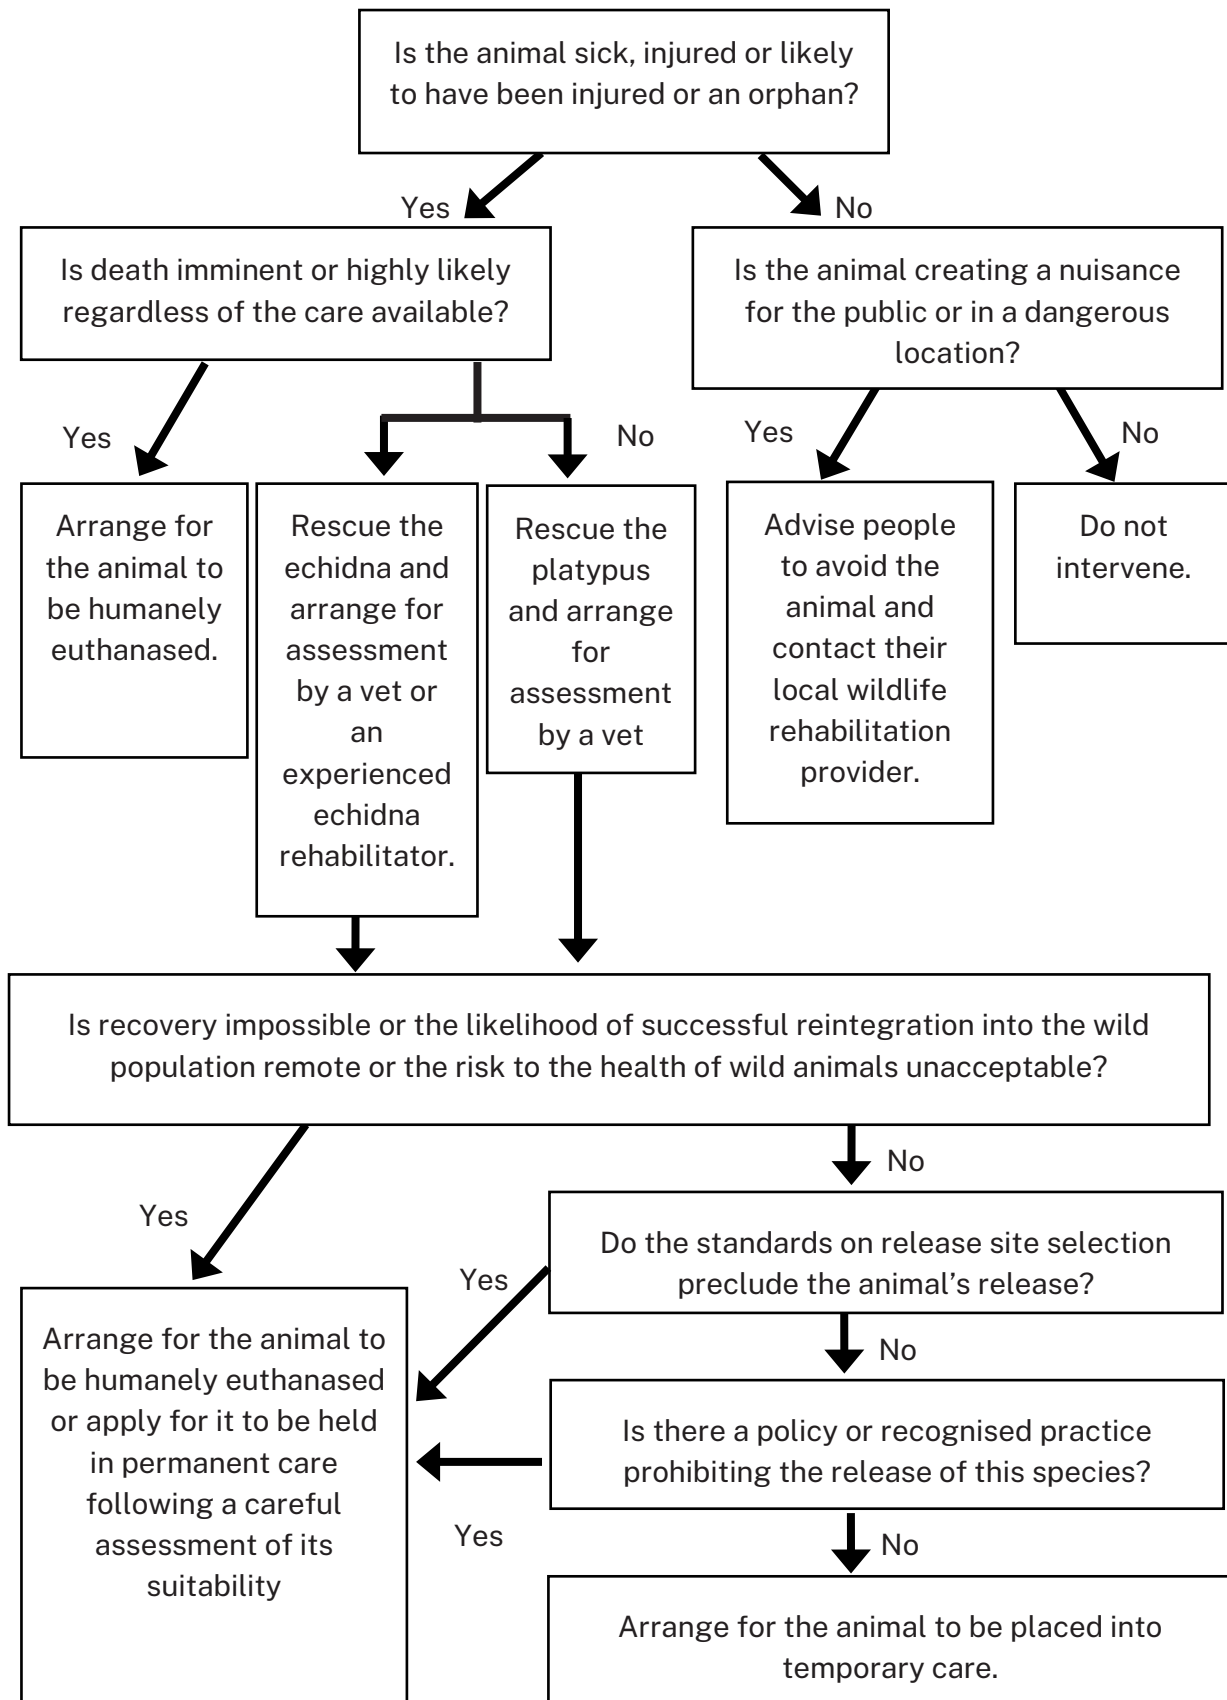 Is the animal sick, injured or likely
to have been injured or an orphan?
Yes
No
Is death imminent or highly likely
regardless of the care available?
Is the animal creating a nuisance
for the public or in a dangerous
location?
Yes
No
Yes
No
Arrange for
the animal to
be humanely
euthanased.
Rescue the
echidna and
arrange for
assessment
by a vet or
an
experienced
echidna
rehabilitator.
Rescue the
platypus
and arrange
for
assessment
by a vet
Advise people
to avoid the
animal and
contact their
local wildlife
rehabilitation
provider.
Do not
intervene.
Is recovery impossible or the likelihood of successful reintegration into the wild
population remote or the risk to the health of wild animals unacceptable?
Yes
No
Do the standards on release site selection
preclude the animal’s release?
Yes
No
Arrange for the animal to
be humanely euthanased
or apply for it to be held
in permanent care
following a careful
assessment of its
suitability
Is there a policy or recognised practice
prohibiting the release of this species?
Yes
No
Arrange for the animal to be placed into
temporary care.